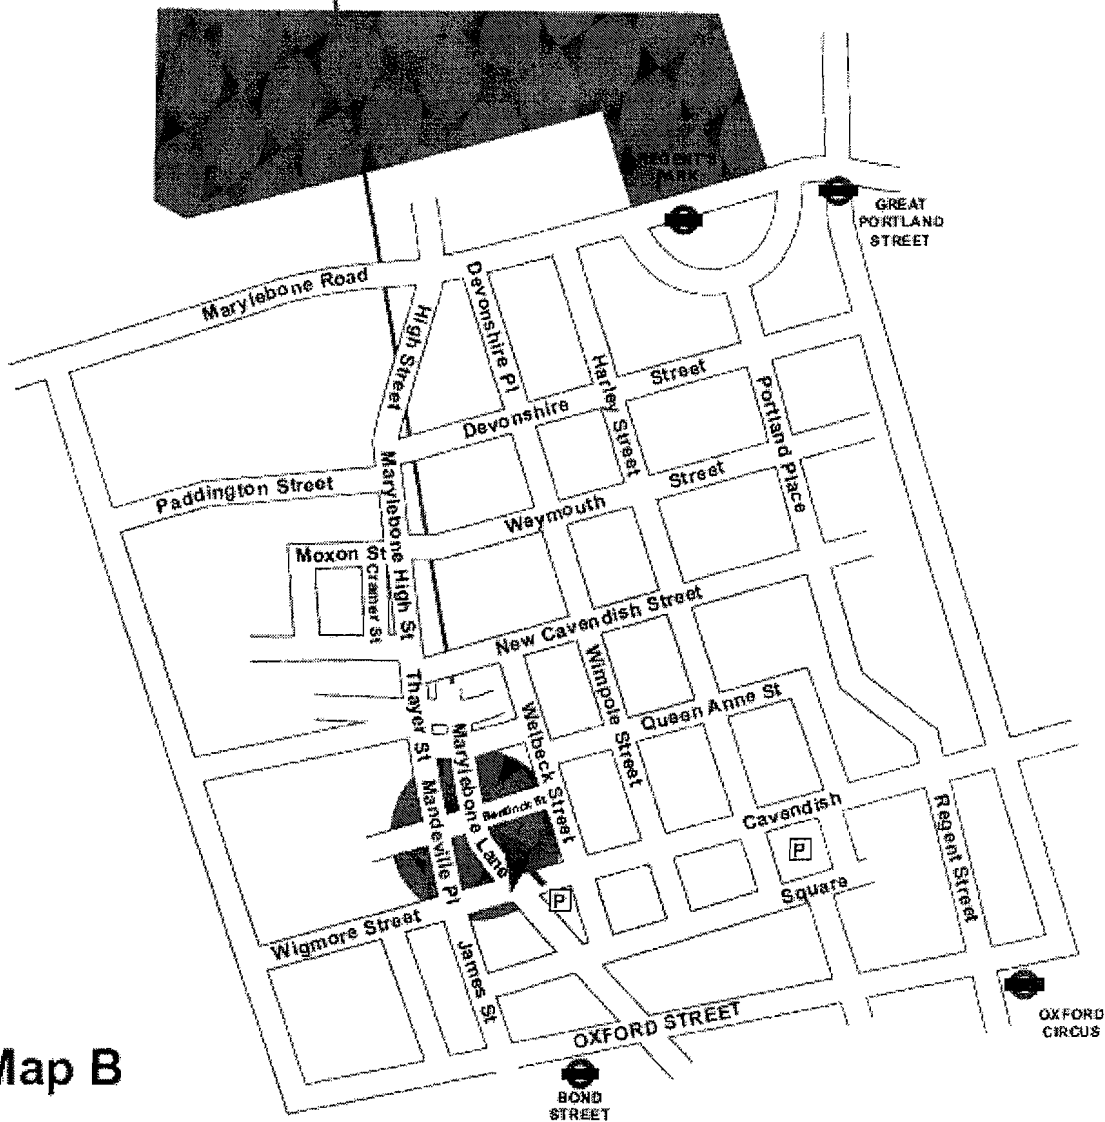 REGENT'S
PARK
GREAT
PORTLAND
STREET
Marylebone Road
High Street
Devonshire Pl
Harley Street
Devonshire Street
Portland Place
Paddington Street
Marylebone High St
Weymouth Street
Moxon St
Cramer St
New Cavendish Street
Thayer St
Wimpole Street
Queen Anne St
Welbeck Street
Marylebone Lane
Mandeville Pl
Bentinck St
Cavendish Square
P
Regent Street
P
Wigmore Street
James St
OXFORD STREET
OXFORD
CIRCUS
Map B
BOND
STREET